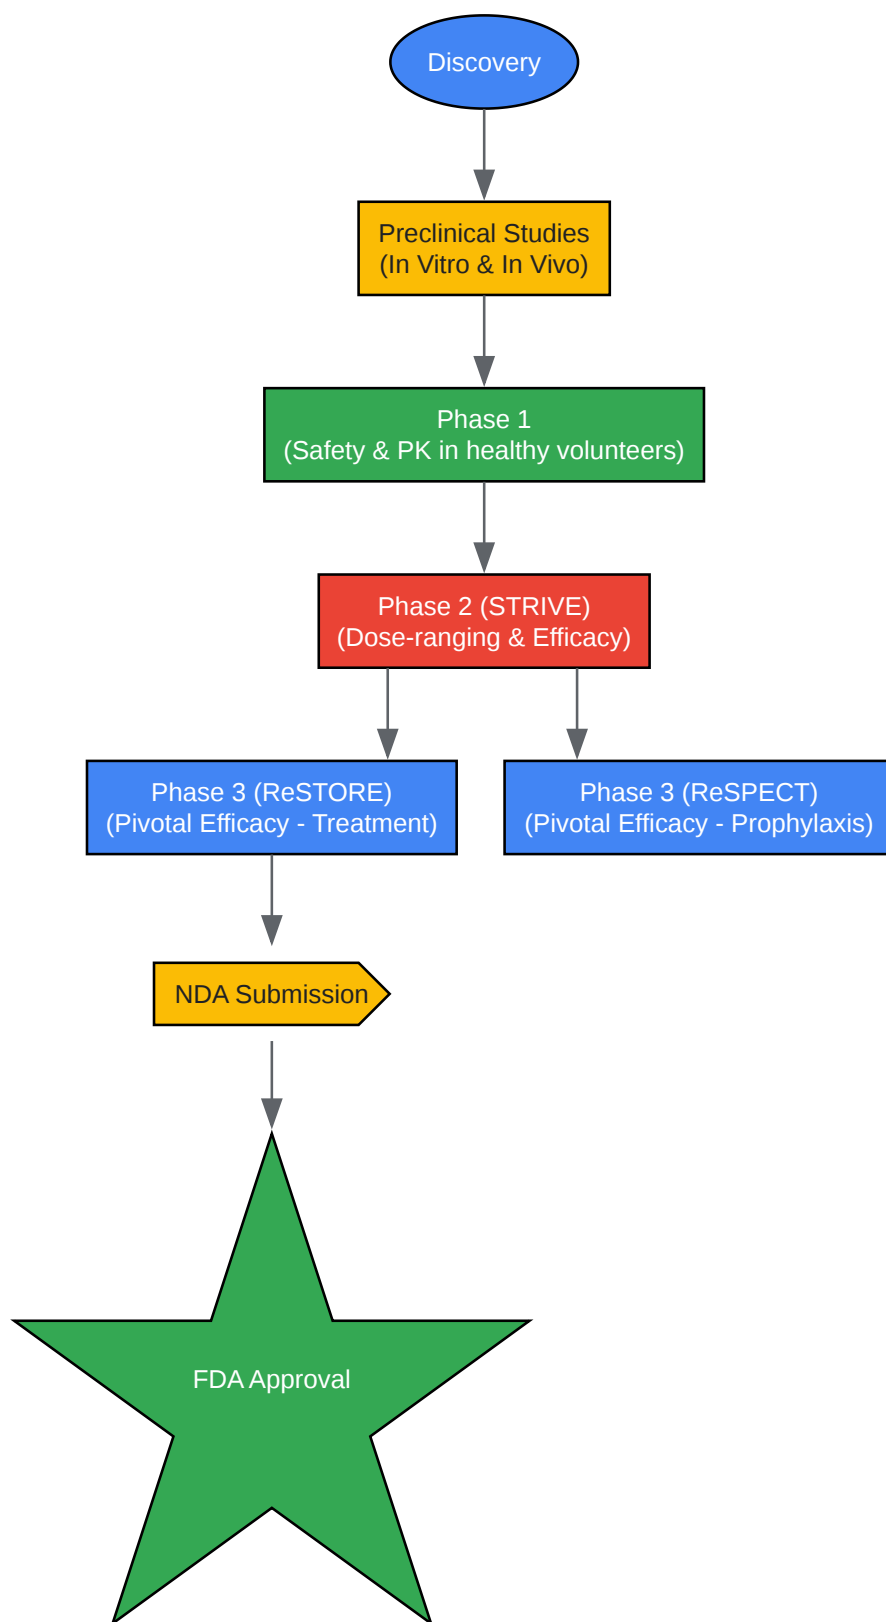 Discovery
Preclinical Studies
(In Vitro & In Vivo)
Phase 1
(Safety & PK in healthy volunteers)
Phase 2 (STRIVE)
(Dose-ranging & Efficacy)
Phase 3 (ReSTORE)
(Pivotal Efficacy - Treatment)
Phase 3 (ReSPECT)
(Pivotal Efficacy - Prophylaxis)
NDA Submission
FDA Approval